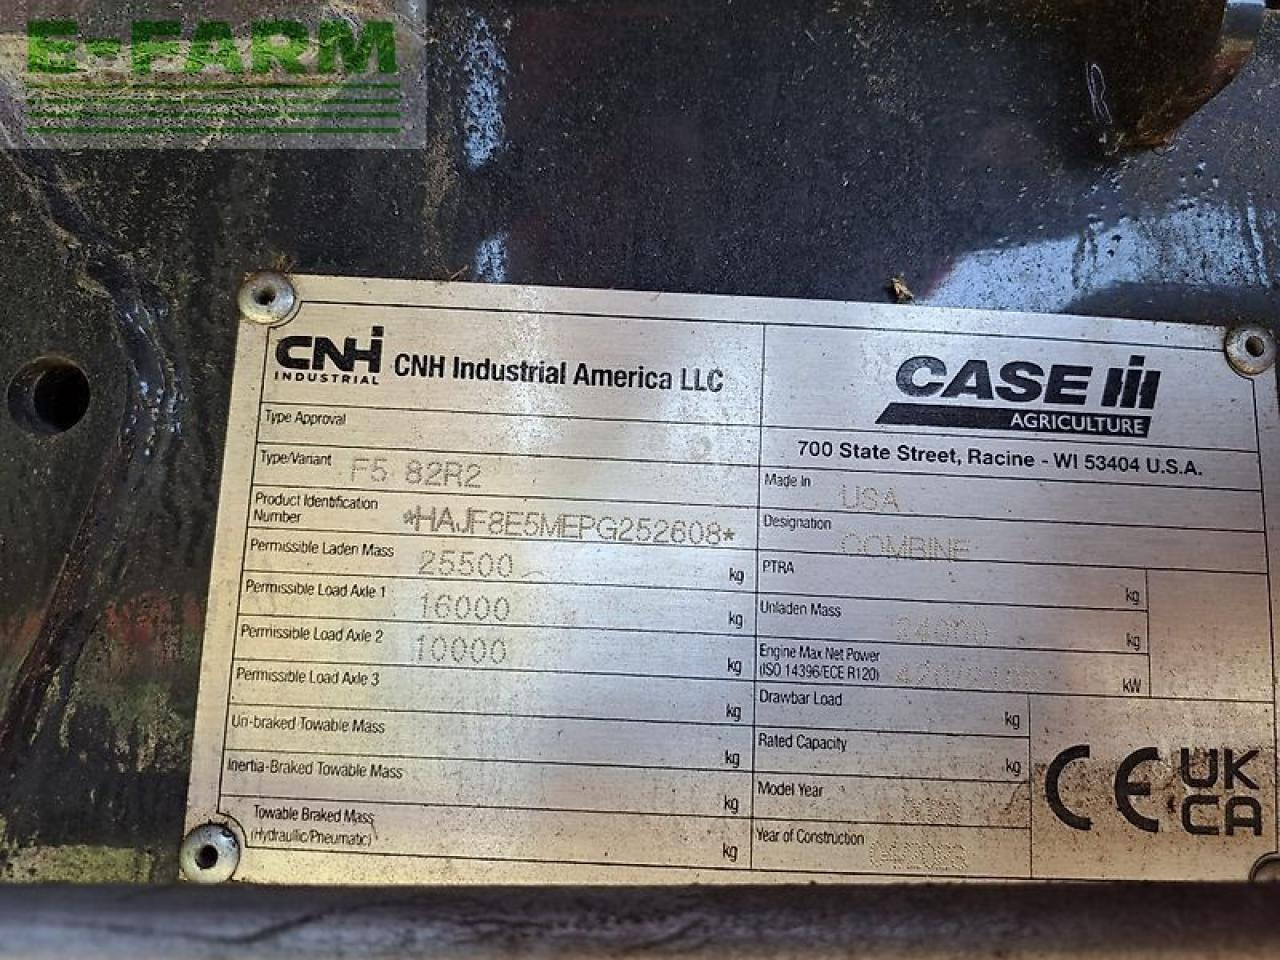 E-FARM
CNH INDUSTRIAL CNH Industrial America LLC
CASE IH
AGRICULTURE
700 State Street, Racine - WI 53404 U.S.A.
Type Approval
Type/Variant F5 82R2
Product Identification
Number *HAJF8E5MEPG252608*
Permissible Laden Mass 25500 kg
Permissible Load Axle 1 16000 kg
Permissible Load Axle 2 10000 kg
Permissible Load Axle 3 kg
Un-braked Towable Mass kg
Inertia-Braked Towable Mass kg
Towable Braked Mass
(Hydraulic/Pneumatic) kg
Made In USA
Designation COMBINE
PTRA kg
Unladen Mass kg
Engine Max Net Power
(ISO 14396/ECE R120) kW
Drawbar Load kg
Rated Capacity kg
Model Year
Year of Construction 04/2023
CE UK
CA